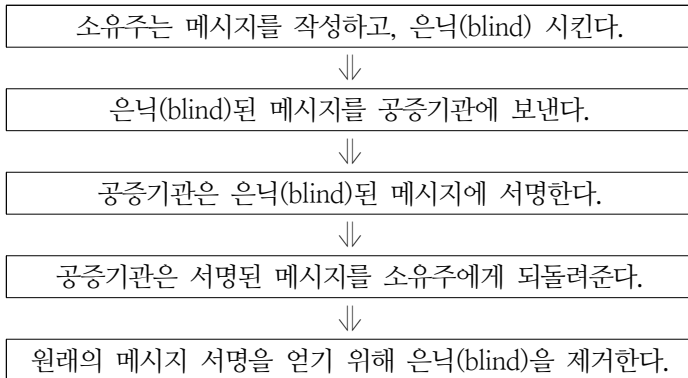 소유주는 메시지를 작성하고, 은닉(blind) 시킨다.
⇓
은닉(blind)된 메시지를 공증기관에 보낸다.
⇓
공증기관은 은닉(blind)된 메시지에 서명한다.
⇓
공증기관은 서명된 메시지를 소유주에게 되돌려준다.
⇓
원래의 메시지 서명을 얻기 위해 은닉(blind)을 제거한다.